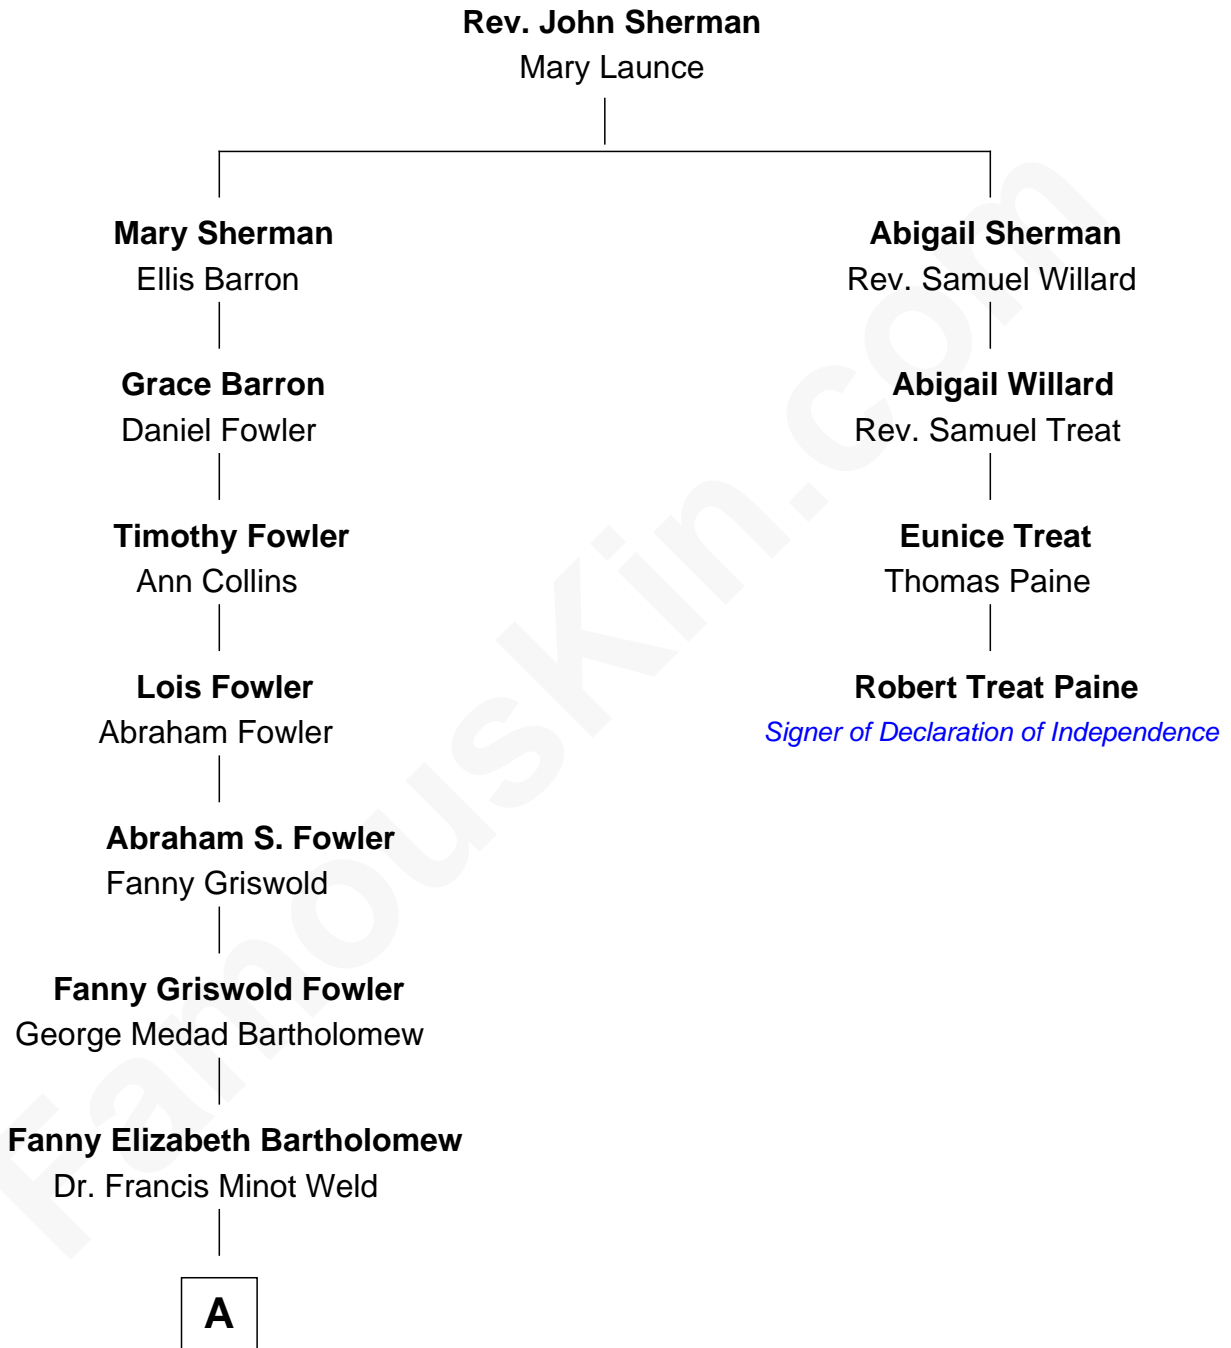 Rev. John Sherman
Mary Launce
Mary Sherman
Ellis Barron
Abigail Sherman
Rev. Samuel Willard
Grace Barron
Daniel Fowler
Abigail Willard
Rev. Samuel Treat
Timothy Fowler
Ann Collins
Eunice Treat
Thomas Paine
Lois Fowler
Abraham Fowler
Robert Treat Paine
Signer of Declaration of Independence
Abraham S. Fowler
Fanny Griswold
Fanny Griswold Fowler
George Medad Bartholomew
Fanny Elizabeth Bartholomew
Dr. Francis Minot Weld
A
FamousKin.com